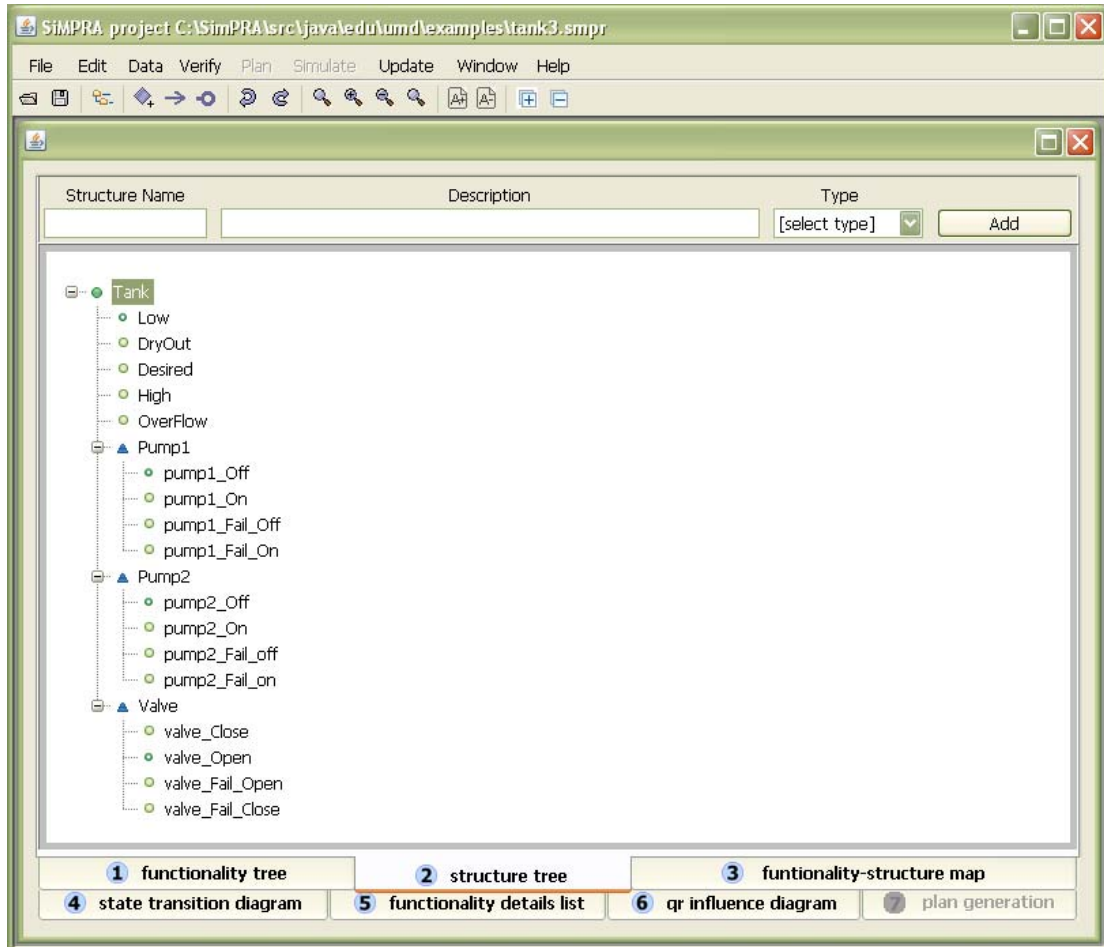 SiMPRA project C:\SimPRA\src\java\edu\umd\examples\tank3.smpr
File Edit Data Verify Plan Simulate Update Window Help
A+ A-
Structure Name Description Type
[select type] Add
Tank
Low
DryOut
Desired
High
OverFlow
Pump1
pump1_Off
pump1_On
pump1_Fail_Off
pump1_Fail_On
Pump2
pump2_Off
pump2_On
pump2_Fail_off
pump2_Fail_on
Valve
valve_Close
valve_Open
valve_Fail_Open
valve_Fail_Close
1 functionality tree 2 structure tree 3 funtionality-structure map
4 state transition diagram 5 functionality details list 6 qr influence diagram 7 plan generation